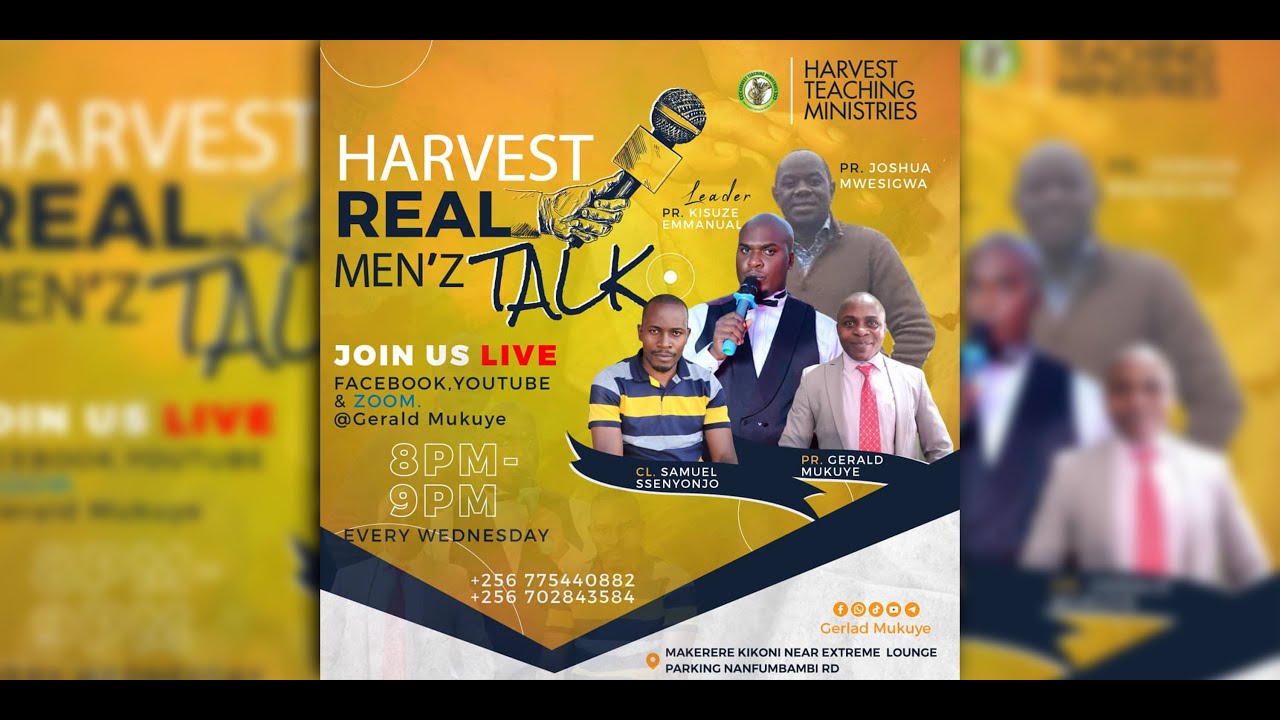 HARVEST
TEACHING
MINISTRIES
HARVEST
REAL
MEN'Z TALK
Leader
PR. KISUZE
EMMANUAL
PR. JOSHUA
MWESIGWA
JOIN US LIVE
FACEBOOK,YOUTUBE
& ZOOM.
@Gerald Mukuye
8PM-
9PM
EVERY WEDNESDAY
CL. SAMUEL
SSENYONJO
PR. GERALD
MUKUYE
+256 775440882
+256 702843584
Gerlad Mukuye
MAKERERE KIKONI NEAR EXTREME LOUNGE
PARKING NANFUMBAMBI RD